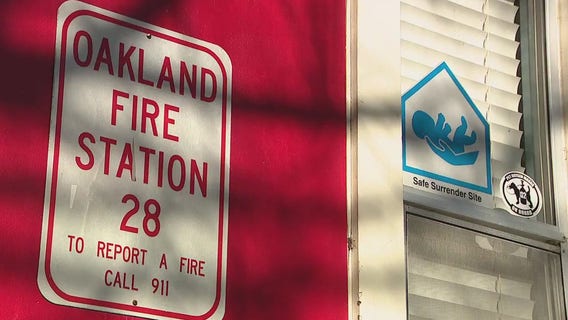 OAKLAND
FIRE
STATION
28
TO REPORT A FIRE
CALL 911
Safe Surrender Site